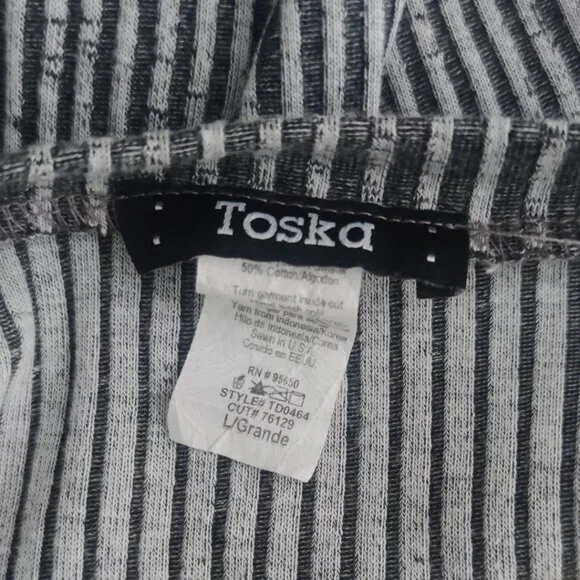 Toska
50% Cotton/Algodon
Turn garment inside out
Yarn from Indonesia/Korea
Hilo de Indonesia/Corea
Sewn in U.S.A.
Cosido en EE.UU.
RN # 95650
STYLE# TD0464
CUT# 76129
L/Grande